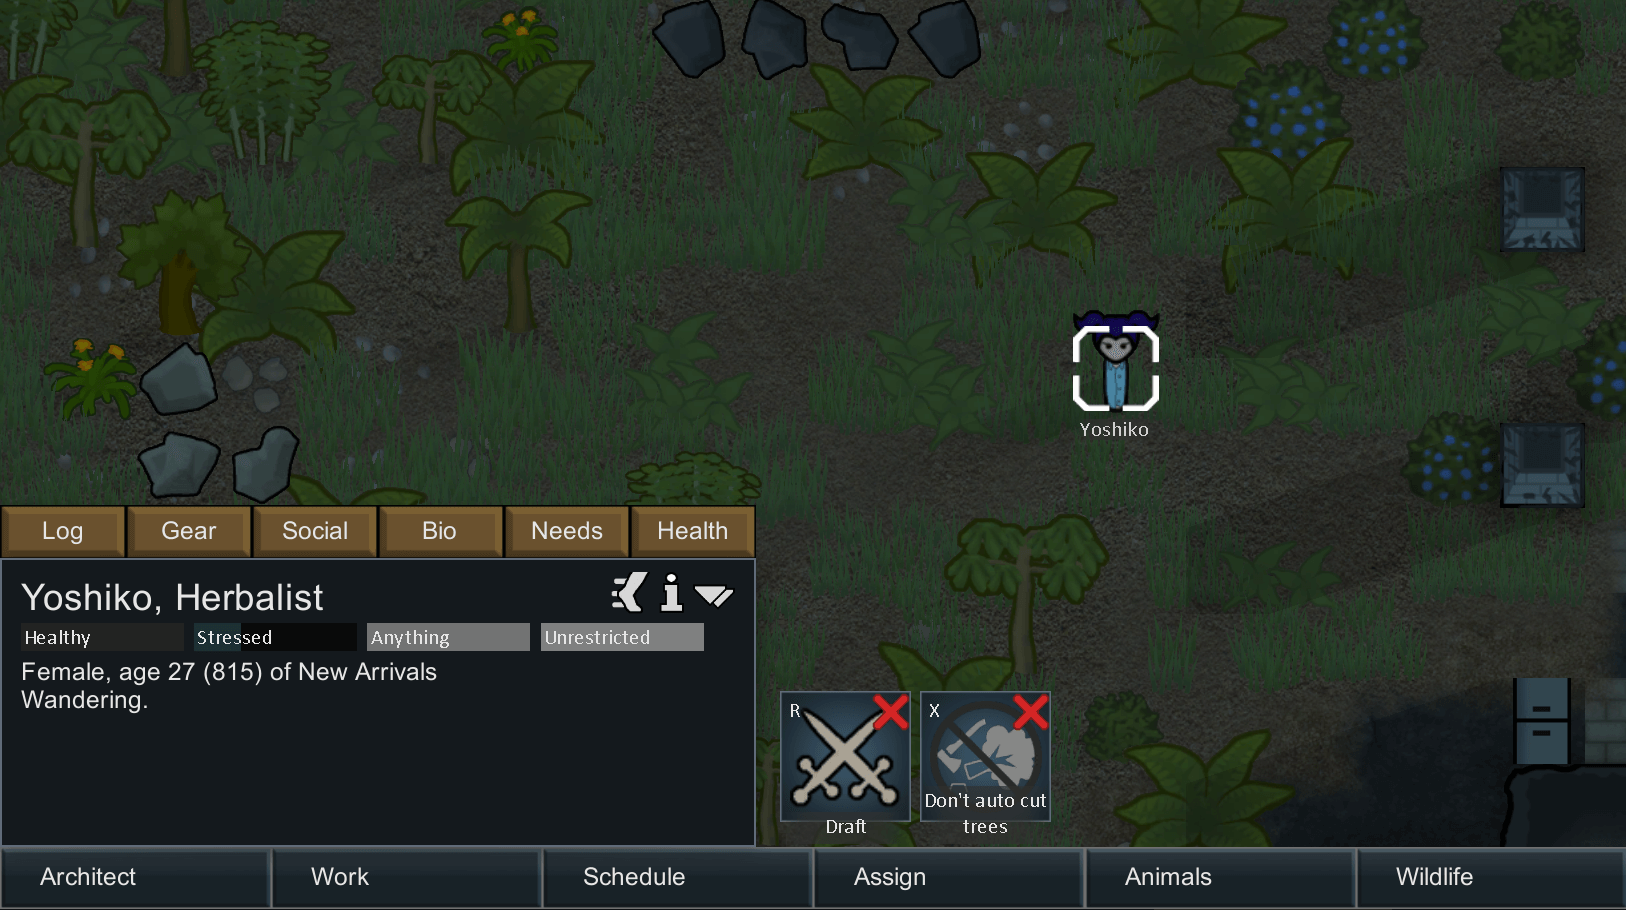 Yoshiko
Log
Gear
Social
Bio
Needs
Health
Yoshiko, Herbalist
Healthy
Stressed
Anything
Unrestricted
Female, age 27 (815) of New Arrivals
Wandering.
R
Draft
X
Don't auto cut
trees
Architect
Work
Schedule
Assign
Animals
Wildlife